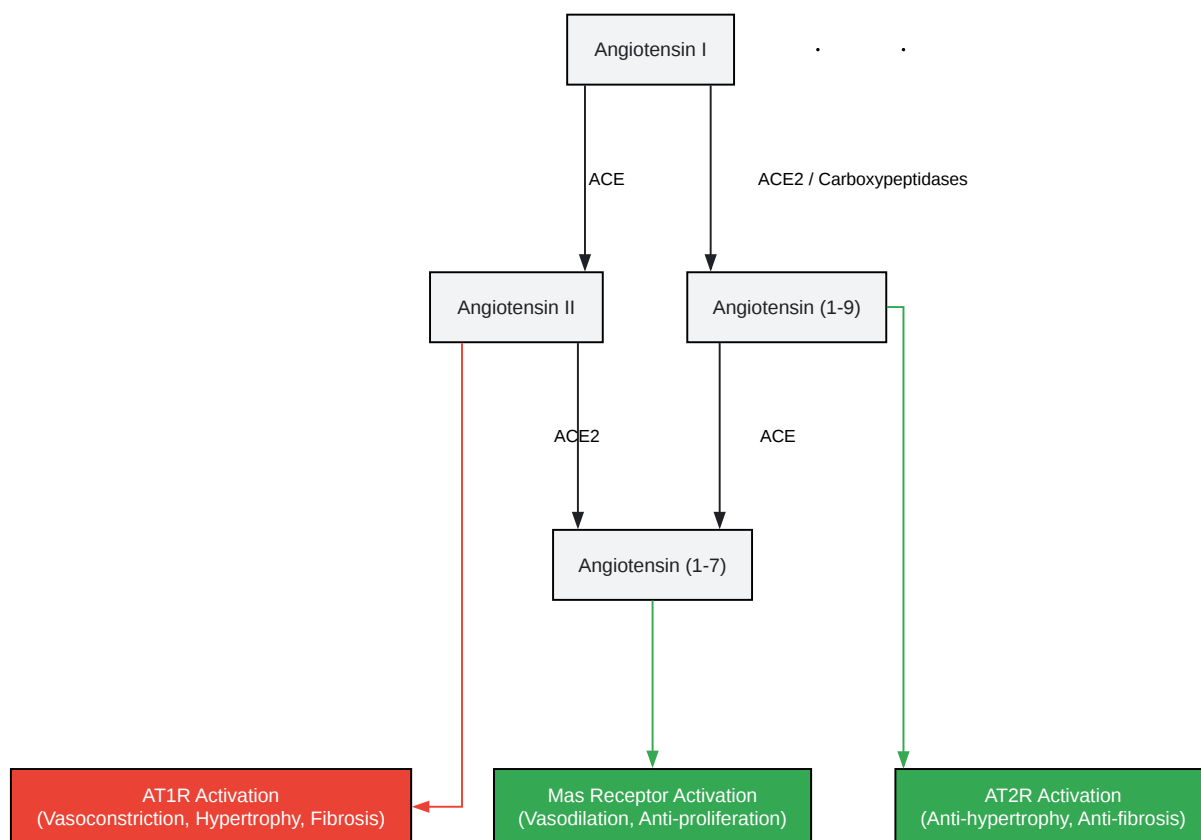 Angiotensin I
ACE
ACE2 / Carboxypeptidases
Angiotensin II
Angiotensin (1-9)
ACE2
ACE
Angiotensin (1-7)
AT1R Activation
(Vasoconstriction, Hypertrophy, Fibrosis)
Mas Receptor Activation
(Vasodilation, Anti-proliferation)
AT2R Activation
(Anti-hypertrophy, Anti-fibrosis)